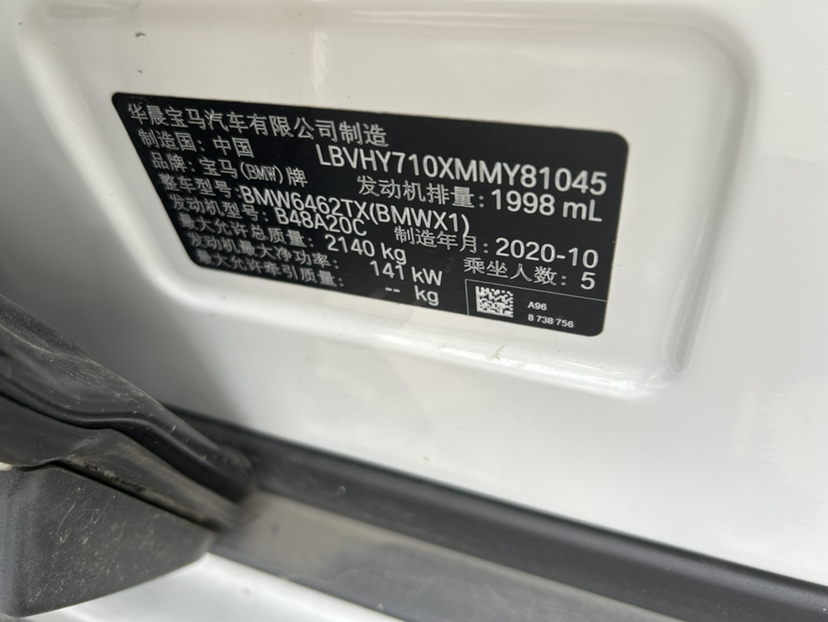 华晨宝马汽车有限公司制造
制造国: 中国 LBVHY710XMMY81045
品牌: 宝马(BMW)牌 发动机排量: 1998 mL
整车型号: BMW6462TX(BMWX1)
发动机型号: B48A20C 制造年月: 2020-10
最大允许总质量: 2140 kg 乘坐人数: 5
发动机最大净功率: 141 kW
最大允许牵引质量: -- kg
A96
8 738 756